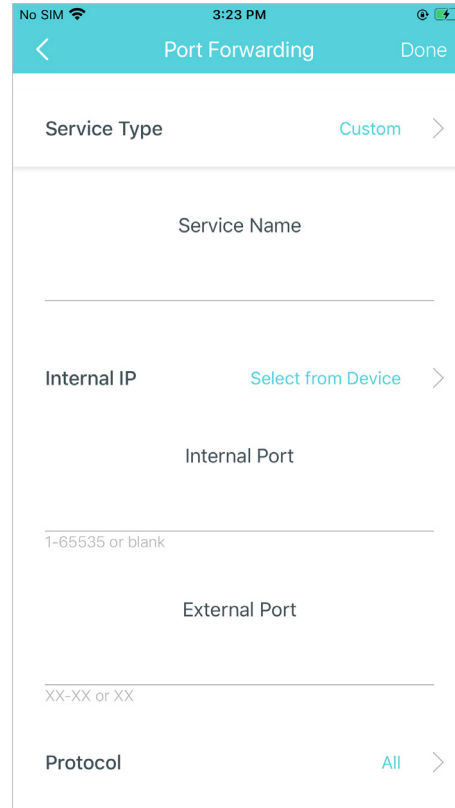 No SIM 3:23 PM
Port Forwarding Done
Service Type Custom
Service Name
Internal IP Select from Device
Internal Port
1-65535 or blank
External Port
XX-XX or XX
Protocol All